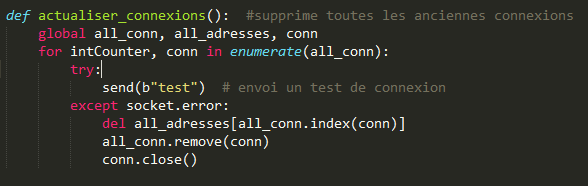 def actualiser_connexions():  #supprime toutes les anciennes connexions
    global all_conn, all_adresses, conn
    for intCounter, conn in enumerate(all_conn):
        try:
            send(b"test")  # envoi un test de connexion
        except socket.error:
            del all_adresses[all_conn.index(conn)]
            all_conn.remove(conn)
            conn.close()